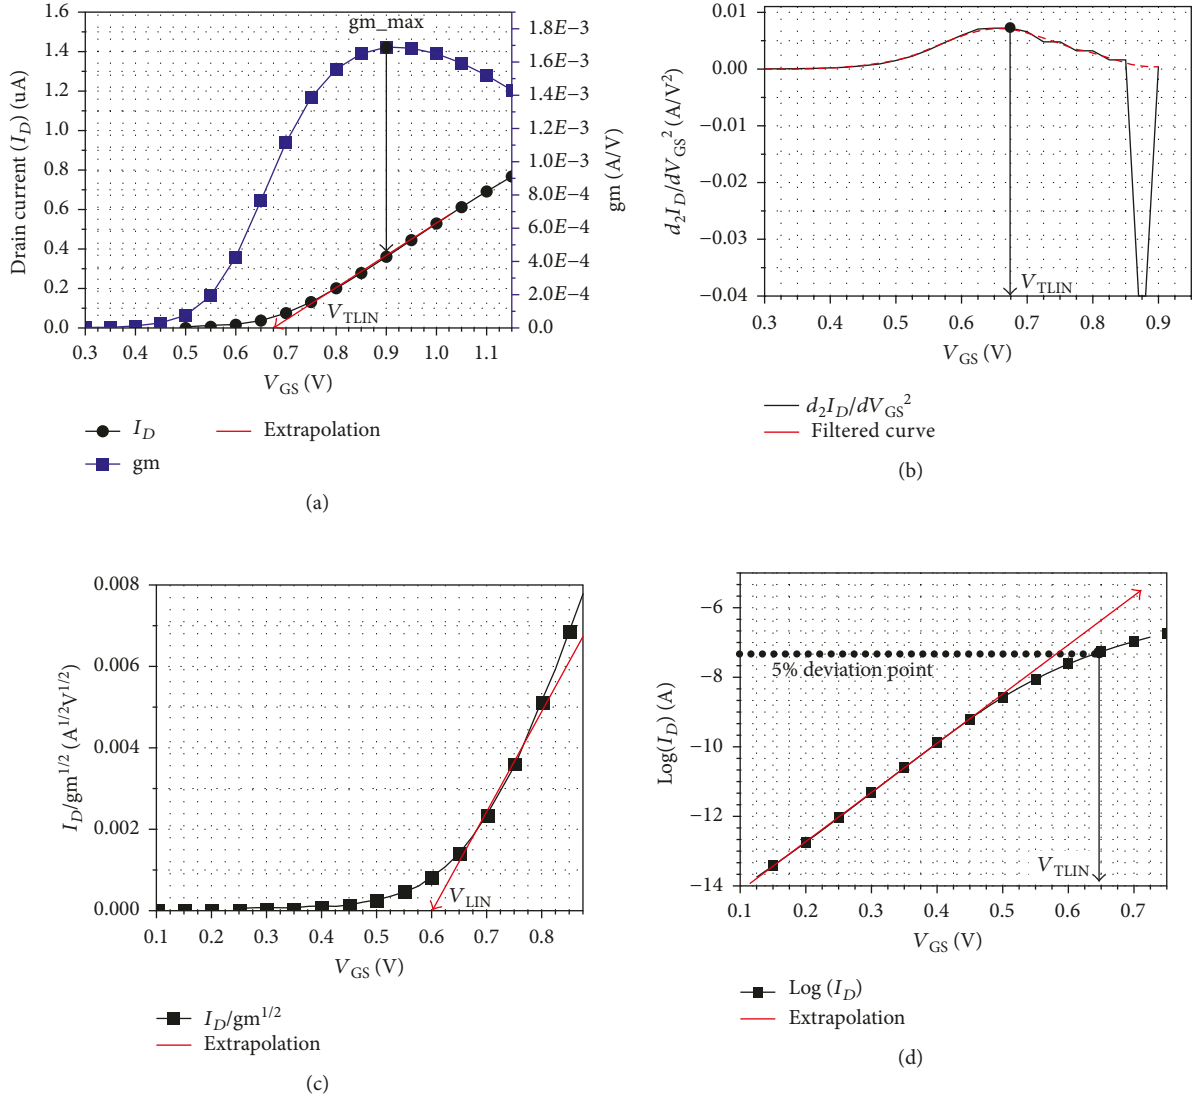 gm_max
1.6
1.4
1.2
1.0
0.8
0.6
0.4
0.2
0.0
Drain current (I_D) (uA)
1.8E−3
1.6E−3
1.4E−3
1.2E−3
1.0E−3
8.0E−4
6.0E−4
4.0E−4
2.0E−4
0.0
gm (A/V)
V_TLIN
0.3 0.4 0.5 0.6 0.7 0.8 0.9 1.0 1.1
V_GS (V)
I_D
Extrapolation
gm
(a)
0.01
0.00
−0.01
−0.02
−0.03
−0.04
d_2I_D/dV_GS^2 (A/V^2)
V_TLIN
0.3 0.4 0.5 0.6 0.7 0.8 0.9
V_GS (V)
d_2I_D/dV_GS^2
Filtered curve
(b)
0.008
0.006
0.004
0.002
0.000
I_D/gm^1/2 (A^1/2V^1/2)
V_LIN
0.1 0.2 0.3 0.4 0.5 0.6 0.7 0.8
V_GS (V)
I_D/gm^1/2
Extrapolation
(c)
−6
−8
−10
−12
−14
Log(I_D) (A)
5% deviation point
V_TLIN
0.1 0.2 0.3 0.4 0.5 0.6 0.7
V_GS (V)
Log (I_D)
Extrapolation
(d)